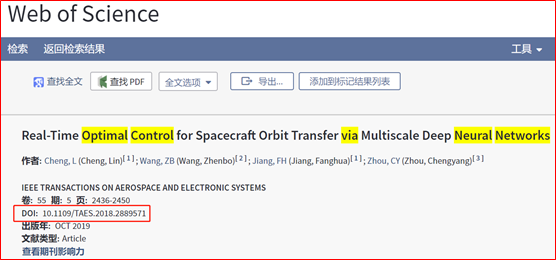 Web of Science
检索 返回检索结果 工具
查找全文 查找 PDF 全文选项 导出... 添加到标记结果列表
Real-Time Optimal Control for Spacecraft Orbit Transfer via Multiscale Deep Neural Networks
作者: Cheng, L (Cheng, Lin)[ 1 ] ; Wang, ZB (Wang, Zhenbo)[ 2 ] ; Jiang, FH (Jiang, Fanghua)[ 1 ] ; Zhou, CY (Zhou, Chengyang)[ 3 ]
IEEE TRANSACTIONS ON AEROSPACE AND ELECTRONIC SYSTEMS
卷: 55 期: 5 页: 2436-2450
DOI: 10.1109/TAES.2018.2889571
出版年: OCT 2019
文献类型: Article
查看期刊影响力